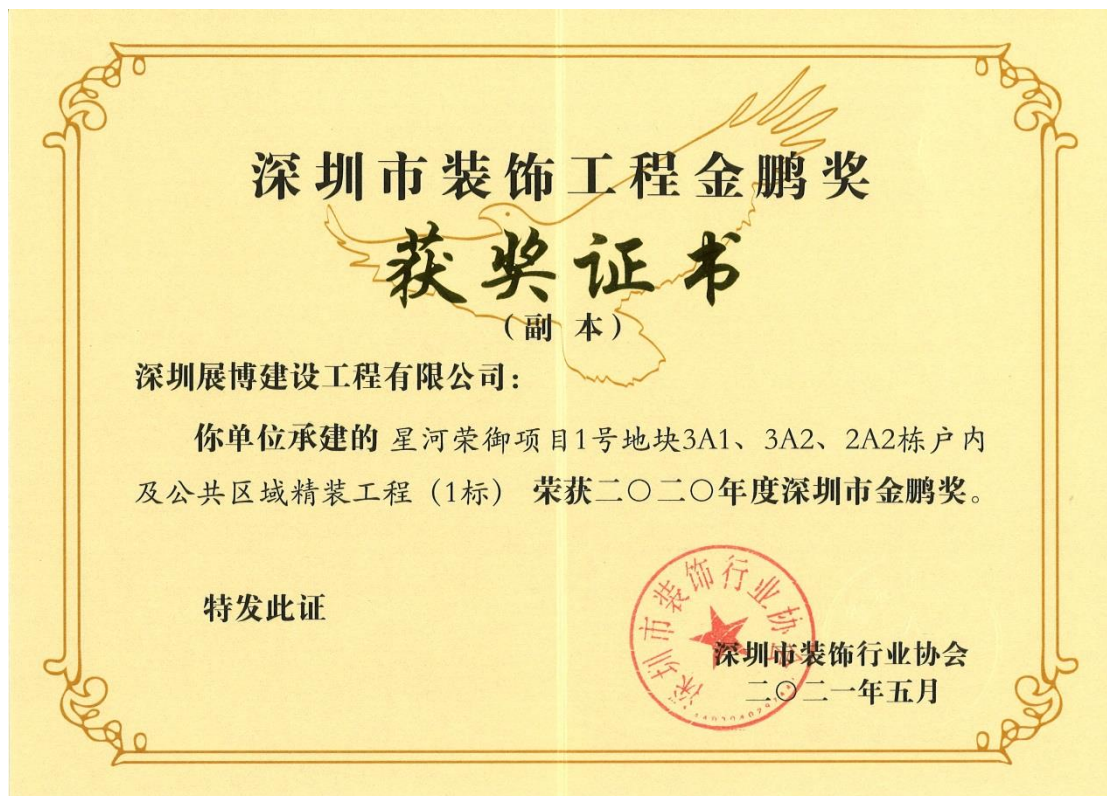 深圳市装饰工程金鹏奖
获奖证书
（副 本）
深圳展博建设工程有限公司：
你单位承建的 星河荣御项目1号地块3A1、3A2、2A2栋户内
及公共区域精装工程（1标） 荣获二〇二〇年度深圳市金鹏奖。
特发此证
深圳市装饰行业协会
深圳市装饰行业协会
二〇二一年五月